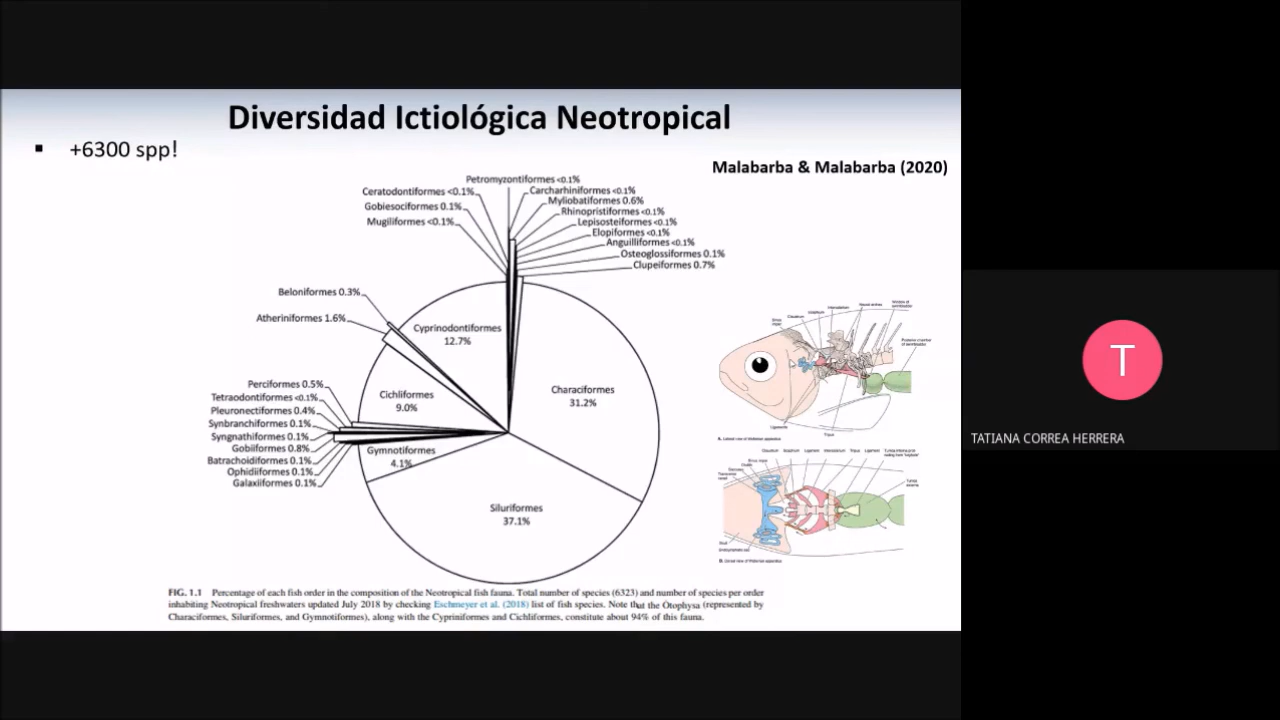 Diversidad Ictiológica Neotropical
▪ +6300 spp!
Malabarba & Malabarba (2020)
Petromyzontiformes <0.1%
Ceratodontiformes <0.1%
Gobiesociformes 0.1%
Mugiliformes <0.1%
Carcharhiniformes <0.1%
Myliobatiformes 0.6%
Rhinopristiformes <0.1%
Lepisosteiformes <0.1%
Elopiformes <0.1%
Anguilliformes <0.1%
Osteoglossiformes 0.1%
Clupeiformes 0.7%
Beloniformes 0.3%
Atheriniformes 1.6%
Cyprinodontiformes
12.7%
Characiformes
31.2%
Cichliformes
9.0%
Perciformes 0.5%
Tetraodontiformes <0.1%
Pleuronectiformes 0.4%
Synbranchiformes 0.1%
Syngnathiformes 0.1%
Gobiiformes 0.8%
Batrachoidiformes 0.1%
Ophidiiformes 0.1%
Galaxiiformes 0.1%
Gymnotiformes
4.1%
Siluriformes
37.1%
FIG. 1.1 Percentage of each fish order in the composition of the Neotropical fish fauna. Total number of species (6323) and number of species per order
inhabiting Neotropical freshwaters updated July 2018 by checking Eschmeyer et al. (2018) list of fish species. Note that the Otophysa (represented by
Characiformes, Siluriformes, and Gymnotiformes), along with the Cypriniformes and Cichliformes, constitute about 94% of this fauna.
T
TATIANA CORREA HERRERA